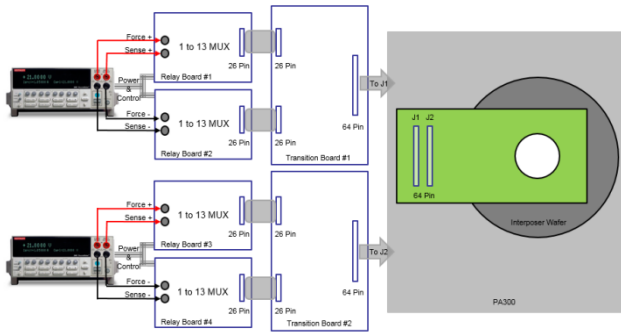 Force +
Sense +
1 to 13 MUX
Relay Board #1
26 Pin
26 Pin
Power
&
Control
Force -
Sense -
1 to 13 MUX
Relay Board #2
26 Pin
26 Pin
64 Pin
Transition Board #1
To J1
J1 J2
64 Pin
Interposer Wafer
PA300
Force +
Sense +
1 to 13 MUX
Relay Board #3
26 Pin
26 Pin
Power
&
Control
Force -
Sense -
1 to 13 MUX
Relay Board #4
26 Pin
26 Pin
64 Pin
Transition Board #2
To J2